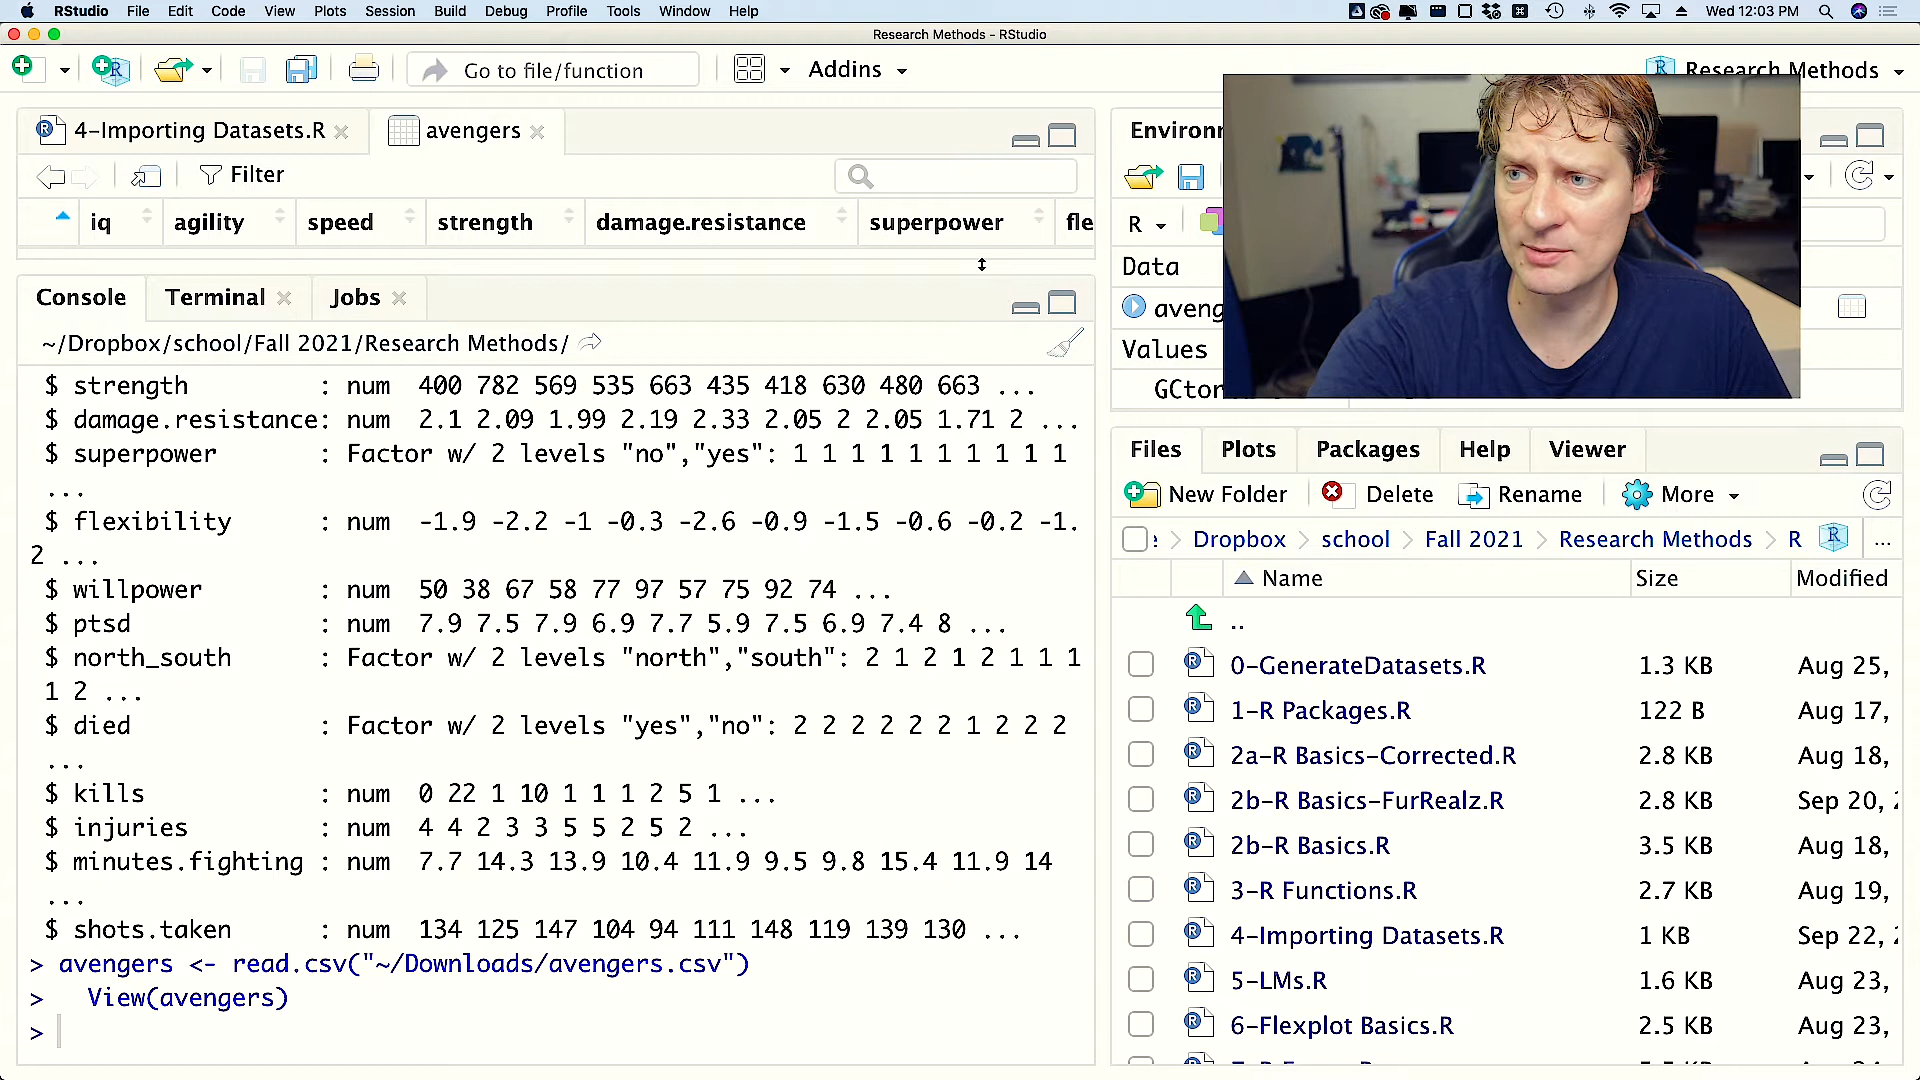 RStudio File Edit Code View Plots Session Build Debug Profile Tools Window Help Wed 12:03 PM
Research Methods - RStudio
Go to file/function Addins Research Methods
4-Importing Datasets.R avengers
Filter
iq agility speed strength damage.resistance superpower fle
Console Terminal Jobs
~/Dropbox/school/Fall 2021/Research Methods/
$ strength : num 400 782 569 535 663 435 418 630 480 663 ...
$ damage.resistance: num 2.1 2.09 1.99 2.19 2.33 2.05 2 2.05 1.71 2 ...
$ superpower : Factor w/ 2 levels "no","yes": 1 1 1 1 1 1 1 1 1 1
...
$ flexibility : num -1.9 -2.2 -1 -0.3 -2.6 -0.9 -1.5 -0.6 -0.2 -1.
2 ...
$ willpower : num 50 38 67 58 77 97 57 75 92 74 ...
$ ptsd : num 7.9 7.5 7.9 6.9 7.7 5.9 7.5 6.9 7.4 8 ...
$ north_south : Factor w/ 2 levels "north","south": 2 1 2 1 2 1 1 1
1 2 ...
$ died : Factor w/ 2 levels "yes","no": 2 2 2 2 2 2 1 2 2 2
...
$ kills : num 0 22 1 10 1 1 1 2 5 1 ...
$ injuries : num 4 4 2 3 3 5 5 2 5 2 ...
$ minutes.fighting : num 7.7 14.3 13.9 10.4 11.9 9.5 9.8 15.4 11.9 14
...
$ shots.taken : num 134 125 147 104 94 111 148 119 139 130 ...
> avengers <- read.csv("~/Downloads/avengers.csv")
> View(avengers)
>
Environ
R
Data
aveng
Values
GCtor
Files Plots Packages Help Viewer
New Folder Delete Rename More
Dropbox school Fall 2021 Research Methods R ...
Name Size Modified
..
0-GenerateDatasets.R 1.3 KB Aug 25,
1-R Packages.R 122 B Aug 17,
2a-R Basics-Corrected.R 2.8 KB Aug 18,
2b-R Basics-FurRealz.R 2.8 KB Sep 20,
2b-R Basics.R 3.5 KB Aug 18,
3-R Functions.R 2.7 KB Aug 19,
4-Importing Datasets.R 1 KB Sep 22,
5-LMs.R 1.6 KB Aug 23,
6-Flexplot Basics.R 2.5 KB Aug 23,